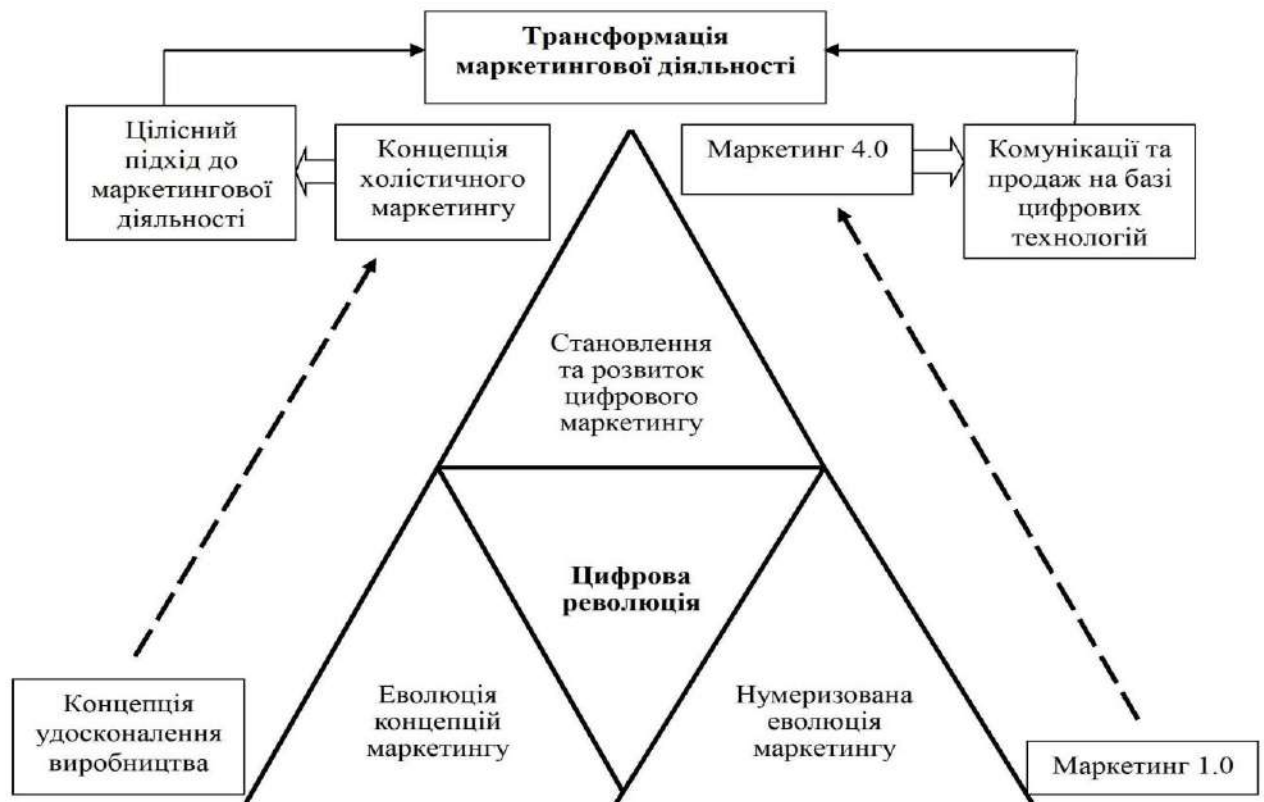 Трансформація
маркетингової діяльності
Цілісний
підхід до
маркетингової
діяльності
Концепція
холістичного
маркетингу
Маркетинг 4.0
Комунікації та
продаж на базі
цифрових
технологій
Становлення
та розвиток
цифрового
маркетингу
Цифрова
революція
Концепція
удосконалення
виробництва
Еволюція
концепцій
маркетингу
Нумеризована
еволюція
маркетингу
Маркетинг 1.0